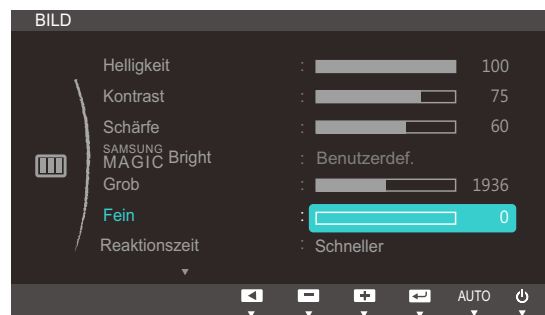 BILD
Helligkeit : 100
Kontrast : 75
Schärfe : 60
SAMSUNG MAGIC Bright : Benutzerdef.
Grob : 1936
Fein : 0
Reaktionszeit : Schneller
AUTO